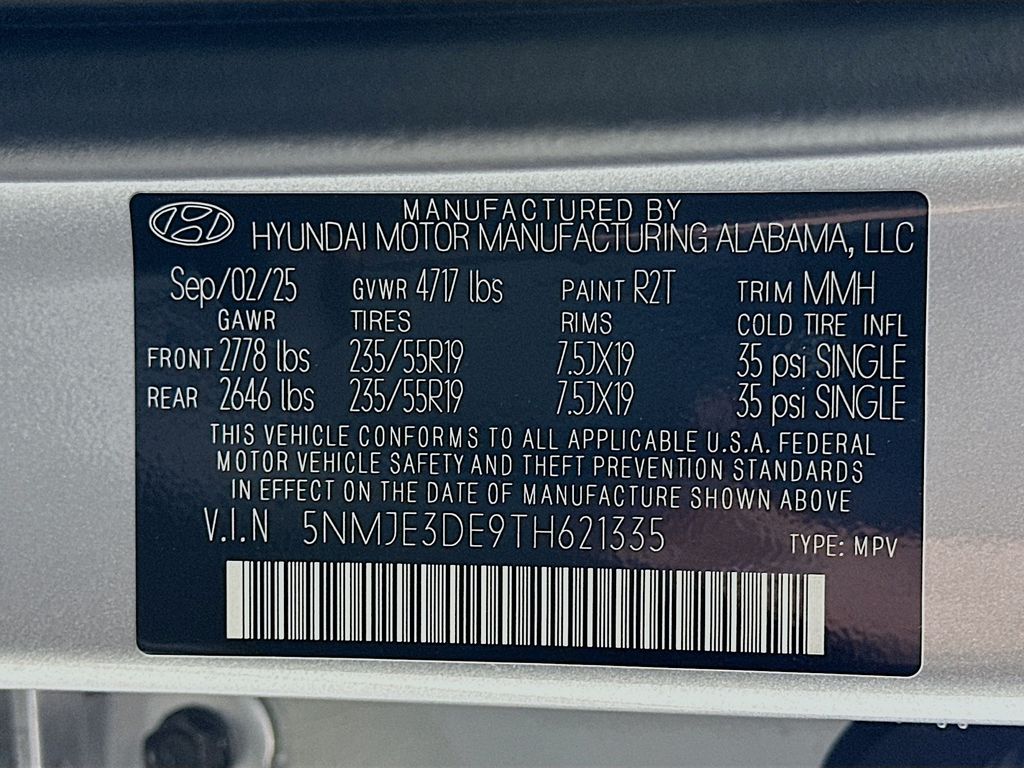 MANUFACTURED BY
HYUNDAI MOTOR MANUFACTURING ALABAMA, LLC
Sep/02/25 GVWR 4717 lbs PAINT R2T TRIM MMH
GAWR TIRES RIMS COLD TIRE INFL
FRONT 2778 lbs 235/55R19 7.5JX19 35 psi SINGLE
REAR 2646 lbs 235/55R19 7.5JX19 35 psi SINGLE
THIS VEHICLE CONFORMS TO ALL APPLICABLE U.S.A. FEDERAL
MOTOR VEHICLE SAFETY AND THEFT PREVENTION STANDARDS
IN EFFECT ON THE DATE OF MANUFACTURE SHOWN ABOVE
V.I.N 5NMJE3DE9TH621335 TYPE: MPV